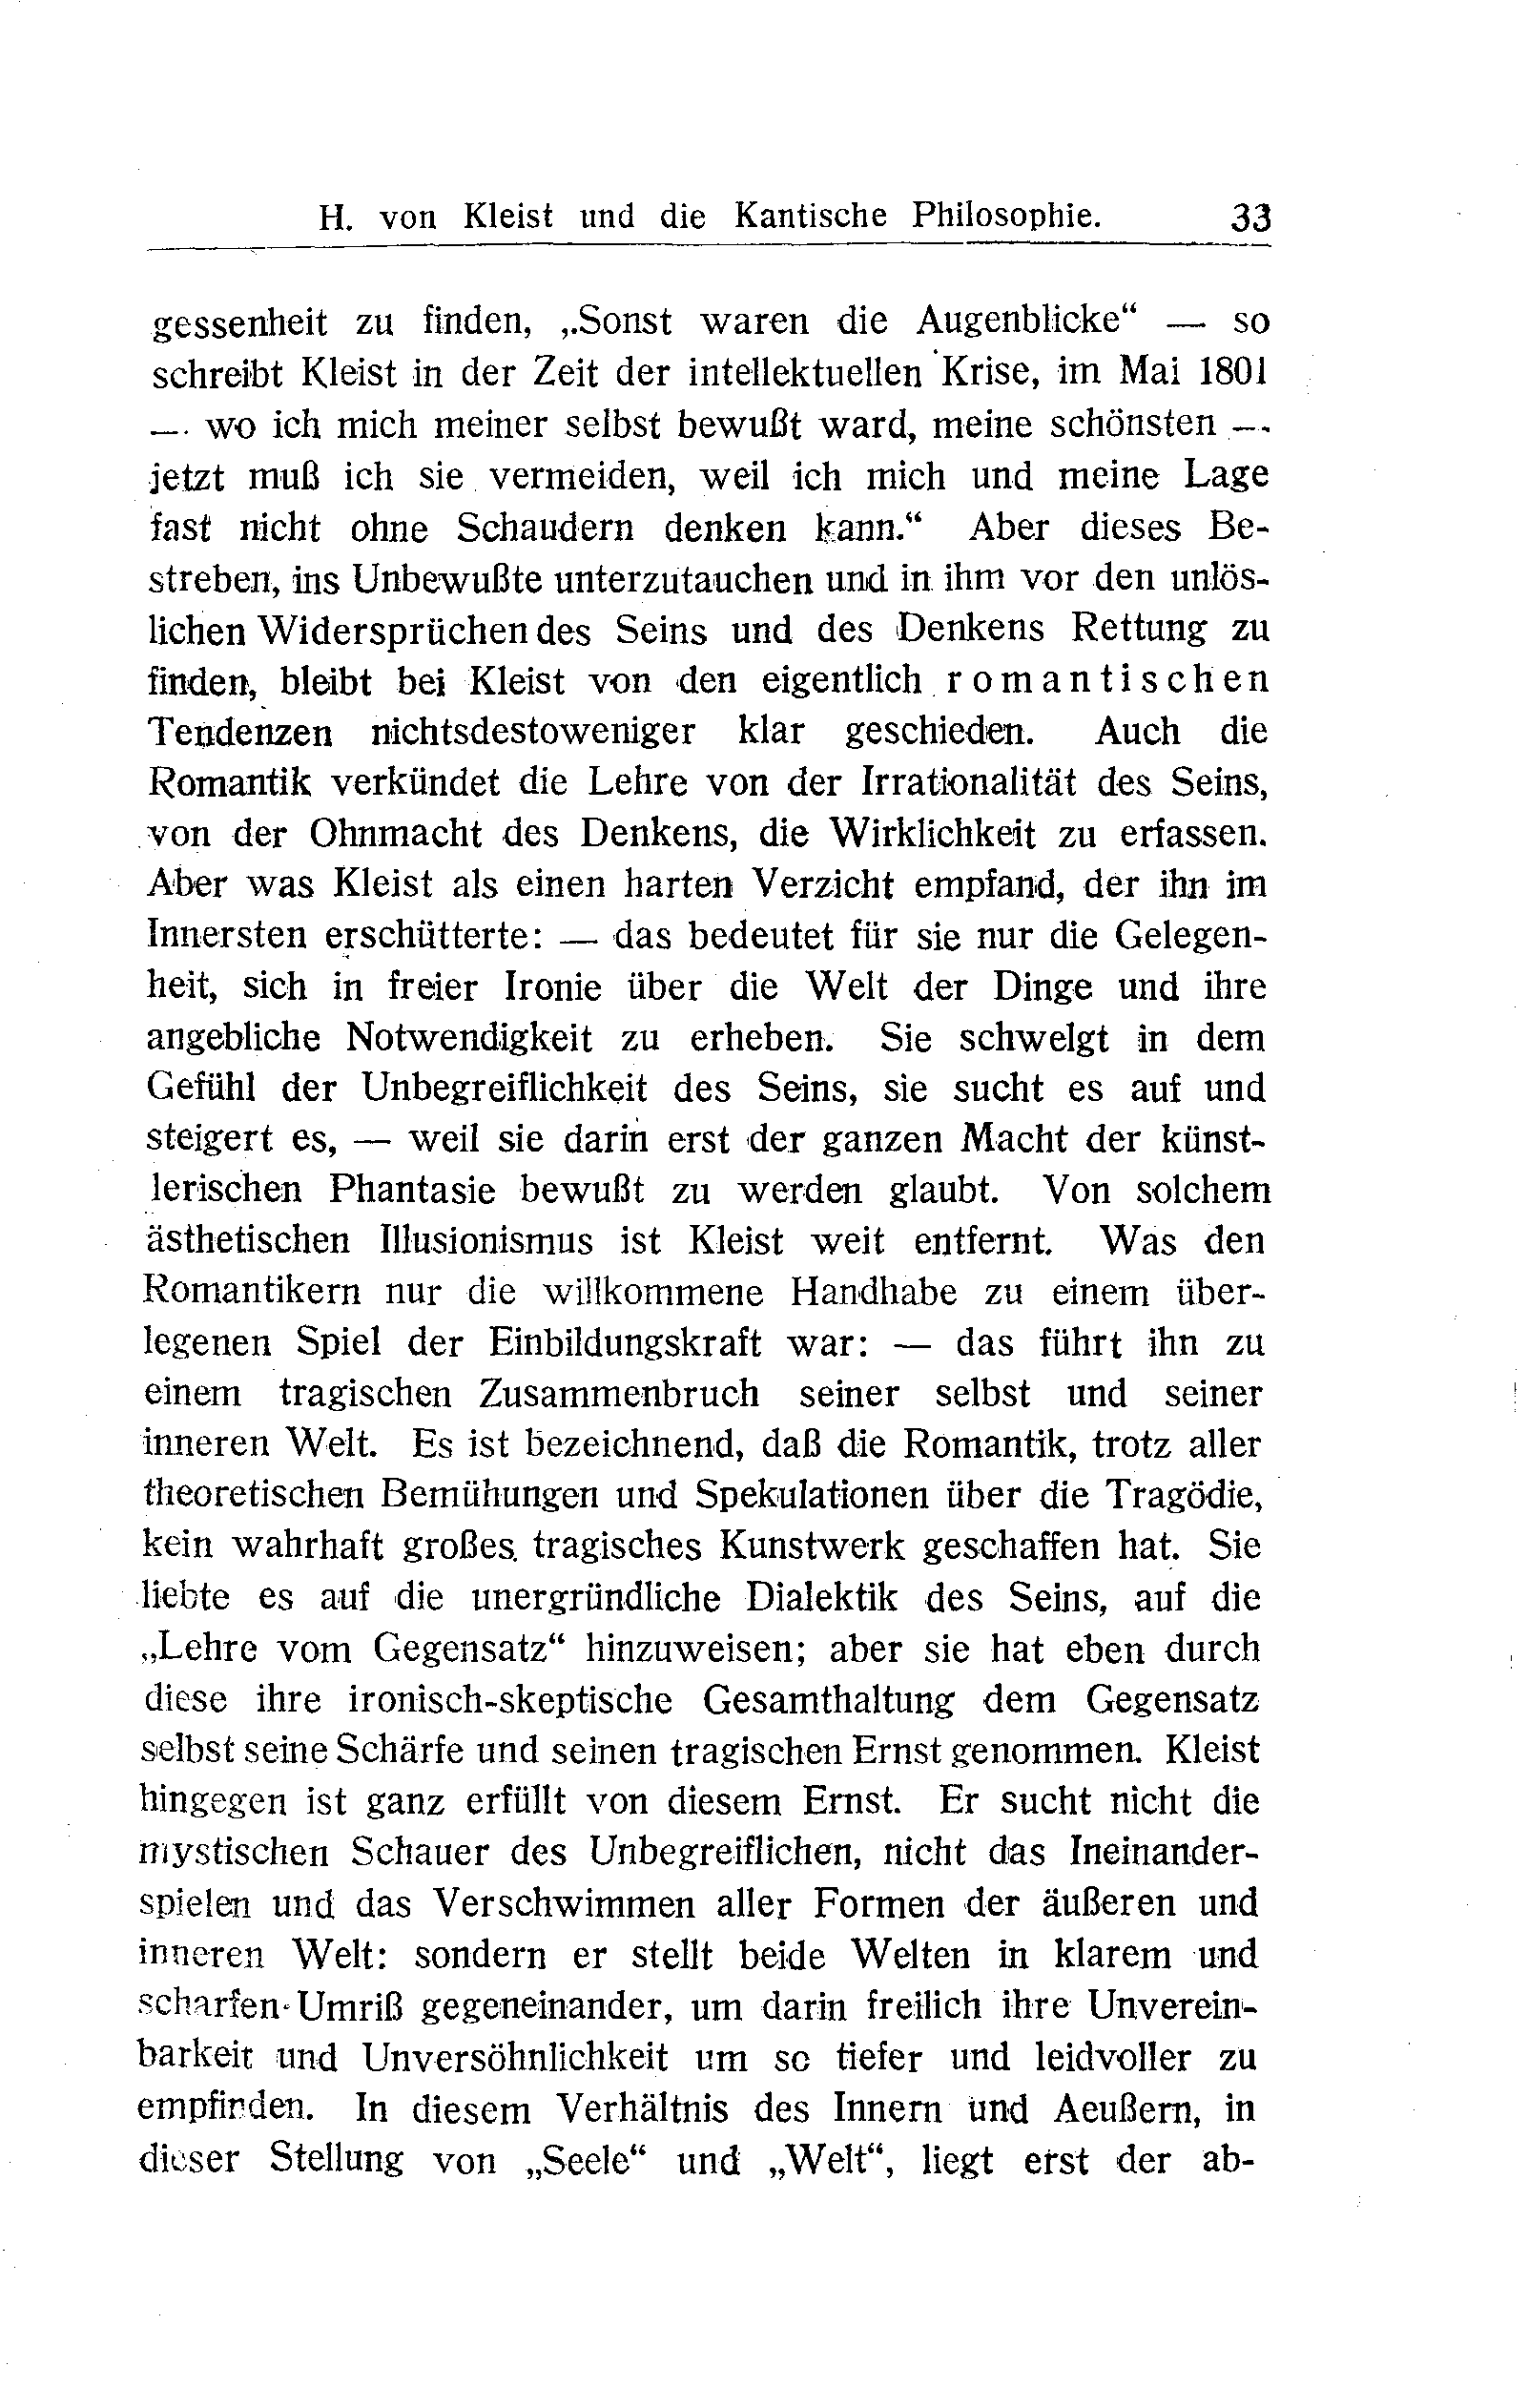 H. von Kleist und die Kantische Philosophie. 33
gessenheit zu finden, „Sonst waren die Augenblicke“ — so
schreibt Kleist in der Zeit der intellektuellen Krise, im Mai 1801
— wo ich mich meiner selbst bewußt ward, meine schönsten —
jetzt muß ich sie vermeiden, weil ich mich und meine Lage
fast nicht ohne Schaudern denken kann.“ Aber dieses Be-
streben, ins Unbewußte unterzutauchen und in ihm vor den unlös-
lichen Widersprüchen des Seins und des Denkens Rettung zu
finden, bleibt bei Kleist von den eigentlich romantischen
Tendenzen nichtsdestoweniger klar geschieden. Auch die
Romantik verkündet die Lehre von der Irrationalität des Seins,
von der Ohnmacht des Denkens, die Wirklichkeit zu erfassen.
Aber was Kleist als einen harten Verzicht empfand, der ihn im
Innersten erschütterte: — das bedeutet für sie nur die Gelegen-
heit, sich in freier Ironie über die Welt der Dinge und ihre
angebliche Notwendigkeit zu erheben. Sie schwelgt in dem
Gefühl der Unbegreiflichkeit des Seins, sie sucht es auf und
steigert es, — weil sie darin erst der ganzen Macht der künst-
lerischen Phantasie bewußt zu werden glaubt. Von solchem
ästhetischen Illusionismus ist Kleist weit entfernt. Was den
Romantikern nur die willkommene Handhabe zu einem über-
legenen Spiel der Einbildungskraft war: — das führt ihn zu
einem tragischen Zusammenbruch seiner selbst und seiner
inneren Welt. Es ist bezeichnend, daß die Romantik, trotz aller
theoretischen Bemühungen und Spekulationen über die Tragödie,
kein wahrhaft großes tragisches Kunstwerk geschaffen hat. Sie
liebte es auf die unergründliche Dialektik des Seins, auf die
„Lehre vom Gegensatz“ hinzuweisen; aber sie hat eben durch
diese ihre ironisch-skeptische Gesamthaltung dem Gegensatz
selbst seine Schärfe und seinen tragischen Ernst genommen. Kleist
hingegen ist ganz erfüllt von diesem Ernst. Er sucht nicht die
mystischen Schauer des Unbegreiflichen, nicht das Ineinander-
spielen und das Verschwimmen aller Formen der äußeren und
inneren Welt: sondern er stellt beide Welten in klarem und
scharfen Umriß gegeneinander, um darin freilich ihre Unverein-
barkeit und Unversöhnlichkeit um so tiefer und leidvoller zu
empfinden. In diesem Verhältnis des Innern und Aeußern, in
dieser Stellung von „Seele“ und „Welt“, liegt erst der ab-